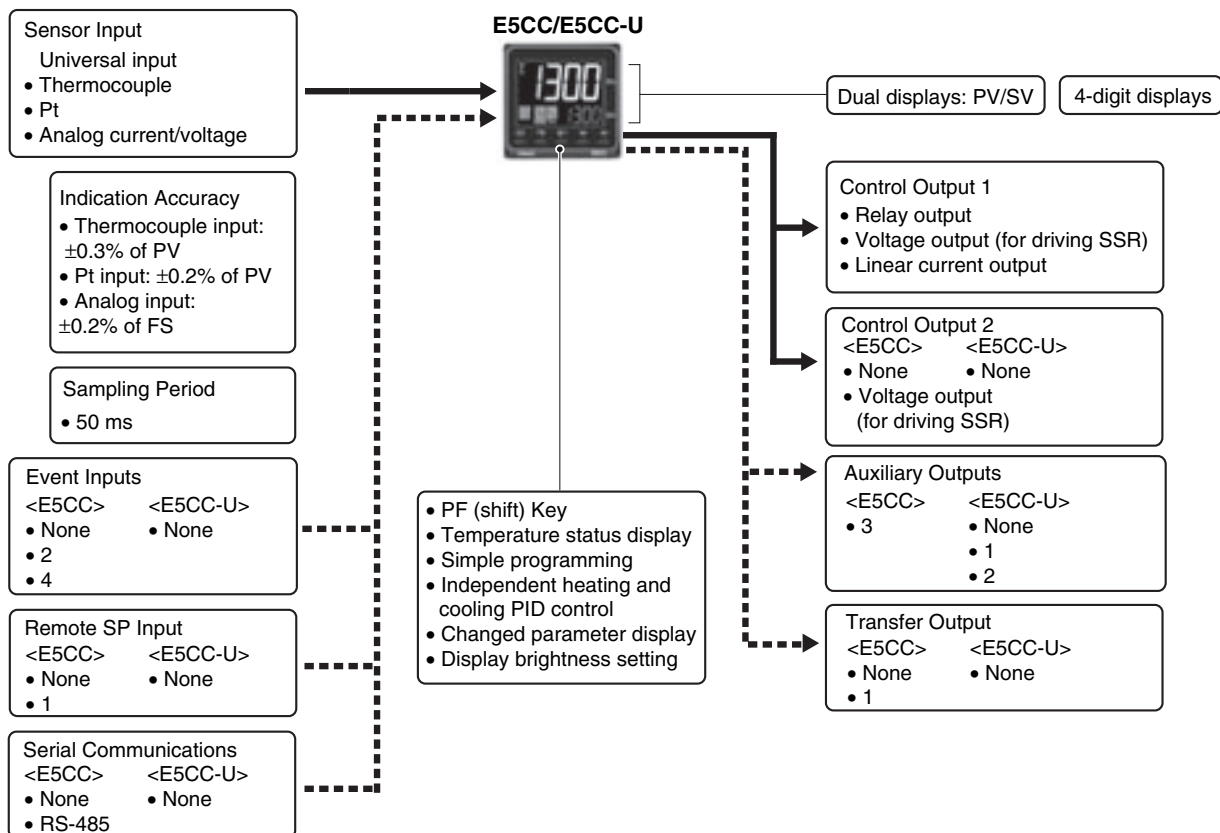 E5CC/E5CC-U
Sensor Input
Universal input
• Thermocouple
• Pt
• Analog current/voltage
1300
1300
Dual displays: PV/SV
4-digit displays
Indication Accuracy
• Thermocouple input:
±0.3% of PV
• Pt input: ±0.2% of PV
• Analog input:
±0.2% of FS
Sampling Period
• 50 ms
Event Inputs
<E5CC> <E5CC-U>
• None • None
• 2
• 4
Remote SP Input
<E5CC> <E5CC-U>
• None • None
• 1
Serial Communications
<E5CC> <E5CC-U>
• None • None
• RS-485
• PF (shift) Key
• Temperature status display
• Simple programming
• Independent heating and
cooling PID control
• Changed parameter display
• Display brightness setting
Control Output 1
• Relay output
• Voltage output (for driving SSR)
• Linear current output
Control Output 2
<E5CC> <E5CC-U>
• None • None
• Voltage output
(for driving SSR)
Auxiliary Outputs
<E5CC> <E5CC-U>
• 3 • None
• 1
• 2
Transfer Output
<E5CC> <E5CC-U>
• None • None
• 1